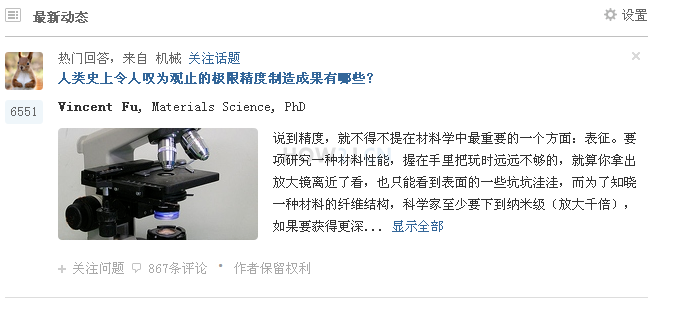 最新动态
设置
热门回答，来自 机械 关注话题
人类史上令人叹为观止的极限精度制造成果有哪些？
6551
Vincent Fu, Materials Science, PhD
说到精度，就不得不提在材料学中最重要的一个方面：表征。要
项研究一种材料性能，握在手里把玩时远远不够的，就算你拿出
放大镜离近了看，也只能看到表面的一些坑坑洼洼，而为了知晓
一种材料的纤维结构，科学家至少要下到纳米级（放大千倍），
如果要获得更深... 显示全部
+ 关注问题 867条评论 • 作者保留权利